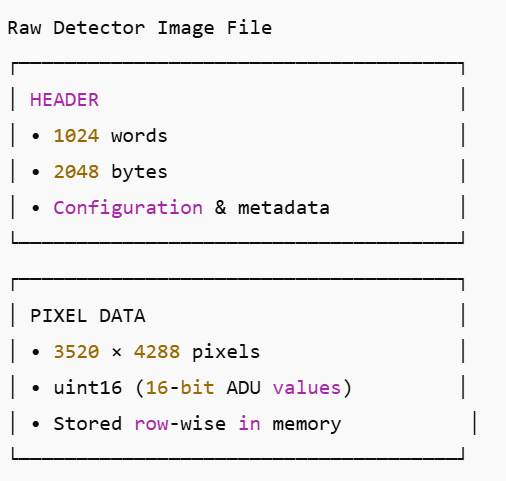 Raw Detector Image File
HEADER
• 1024 words
• 2048 bytes
• Configuration & metadata
PIXEL DATA
• 3520 × 4288 pixels
• uint16 (16-bit ADU values)
• Stored row-wise in memory